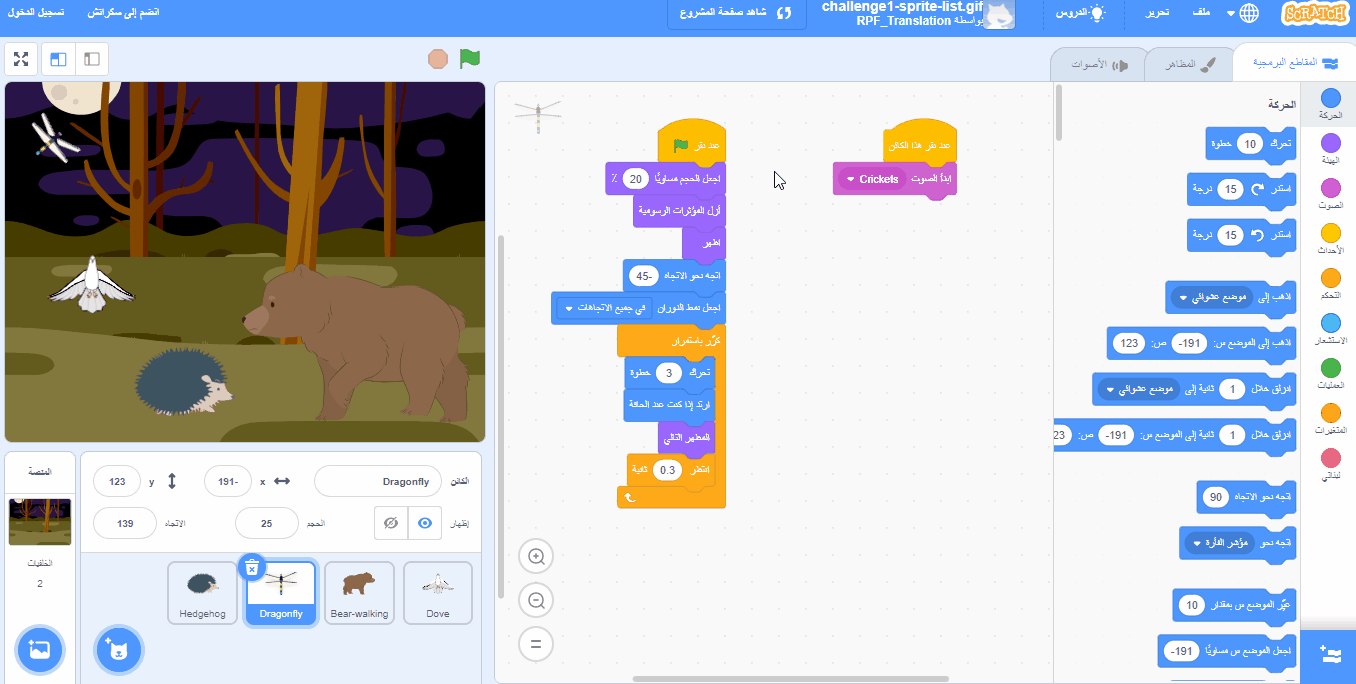 SCRATCH
ملف
تحرير
الدروس
challenge1-sprite-list.gif
بواسطة RPF_Translation
شاهد صفحة المشروع
انضم إلى سكراتش
تسجيل الدخول
المقاطع البرمجية
المظاهر
الأصوات
الحركة
الهيئة
الصوت
الأحداث
التحكم
الاستشعار
العمليات
المتغيرات
لبناتي
الحركة
تحرك 10 خطوة
استدر 15 درجة
استدر 15 درجة
اذهب إلى موضع عشوائي
اذهب إلى الموضع س: -191 ص: 123
انزلق خلال 1 ثانية إلى موضع عشوائي
انزلق خلال 1 ثانية إلى الموضع س: -191 ص: 23
اتجه نحو الاتجاه 90
اتجه نحو مؤشر الفأرة
غيّر الموضع س بمقدار 10
اجعل الموضع س مساويًا -191
عند نقر
اجعل الحجم مساويًا 20 ٪
أزل المؤثرات الرسومية
اظهر
اتجه نحو الاتجاه -45
اجعل نمط الدوران في جميع الاتجاهات
كرّر باستمرار
تحرك 3 خطوة
ارتد إذا كنت عند الحافة
المظهر التالي
انتظر 0.3 ثانية
عند نقر هذا الكائن
ابدأ الصوت Crickets
الكائن Dragonfly
x -191
y 123
إظهار
الحجم 25
الاتجاه 139
Hedgehog
Dragonfly
Bear-walking
Dove
المنصة
الخلفيات
2